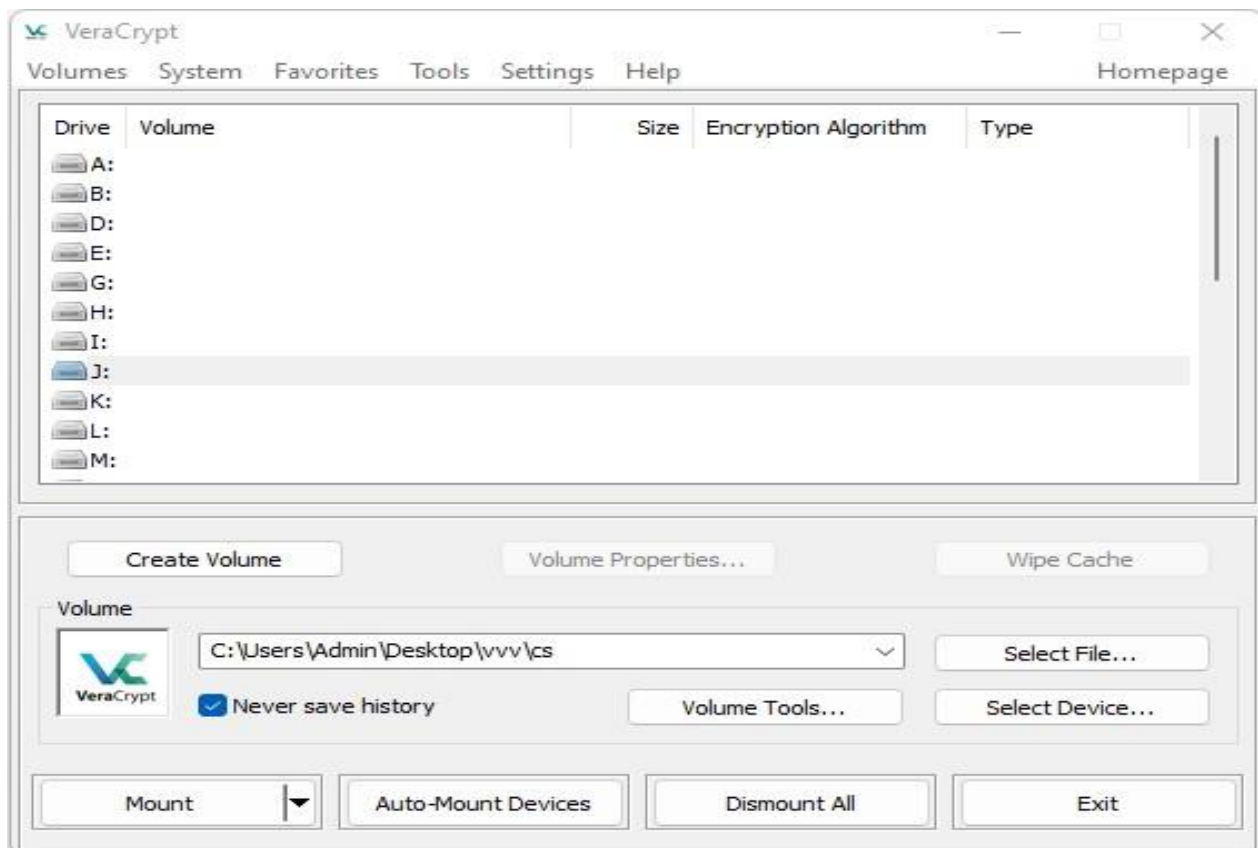 VeraCrypt
Volumes System Favorites Tools Settings Help Homepage
Drive Volume Size Encryption Algorithm Type
A:
B:
D:
E:
G:
H:
I:
J:
K:
L:
M:
Create Volume Volume Properties... Wipe Cache
Volume
VeraCrypt
C:\Users\Admin\Desktop\vvv\cs Select File...
Never save history Volume Tools... Select Device...
Mount Auto-Mount Devices Dismount All Exit